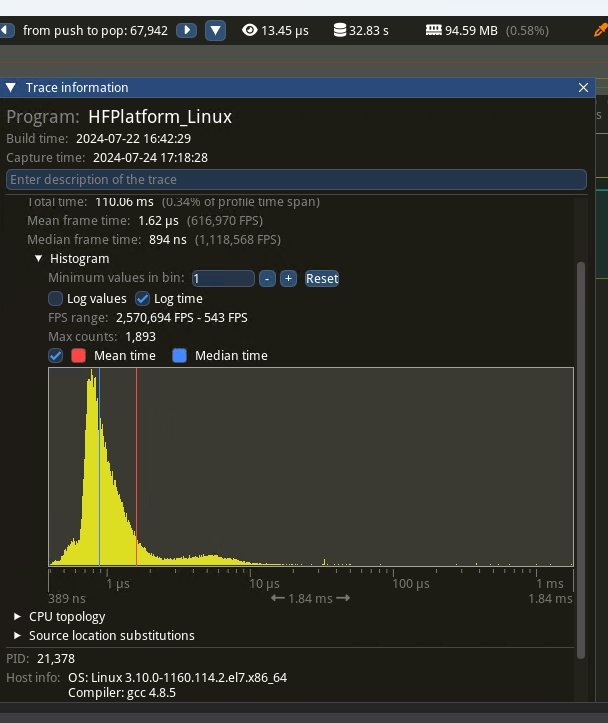 from push to pop: 67,942 13.45 µs 32.83 s 94.59 MB (0.58%)
Trace information
Program: HFPlatform_Linux
Build time: 2024-07-22 16:42:29
Capture time: 2024-07-24 17:18:28
Enter description of the trace
Total time: 110.06 ms (0.34% of profile time span)
Mean frame time: 1.62 µs (616,970 FPS)
Median frame time: 894 ns (1,118,568 FPS)
Histogram
Minimum values in bin: 1 - + Reset
Log values Log time
FPS range: 2,570,694 FPS - 543 FPS
Max counts: 1,893
Mean time Median time
1 µs 10 µs 100 µs 1 ms
389 ns 1.84 ms 1.84 ms
CPU topology
Source location substitutions
PID: 21,378
Host info: OS: Linux 3.10.0-1160.114.2.el7.x86_64
Compiler: gcc 4.8.5